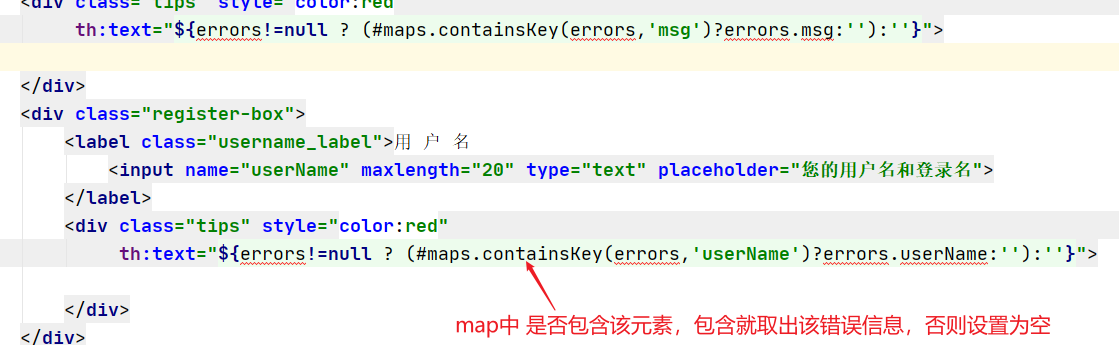 <div class="tips" style="color:red"
th:text="${errors!=null ? (#maps.containsKey(errors,'msg')?errors.msg:''):''}">
</div>
<div class="register-box">
<label class="username_label">用 户 名
<input name="userName" maxlength="20" type="text" placeholder="您的用户名和登录名">
</label>
<div class="tips" style="color:red"
th:text="${errors!=null ? (#maps.containsKey(errors,'userName')?errors.userName:''):''}">
</div>
map中 是否包含该元素，包含就取出该错误信息，否则设置为空
</div>